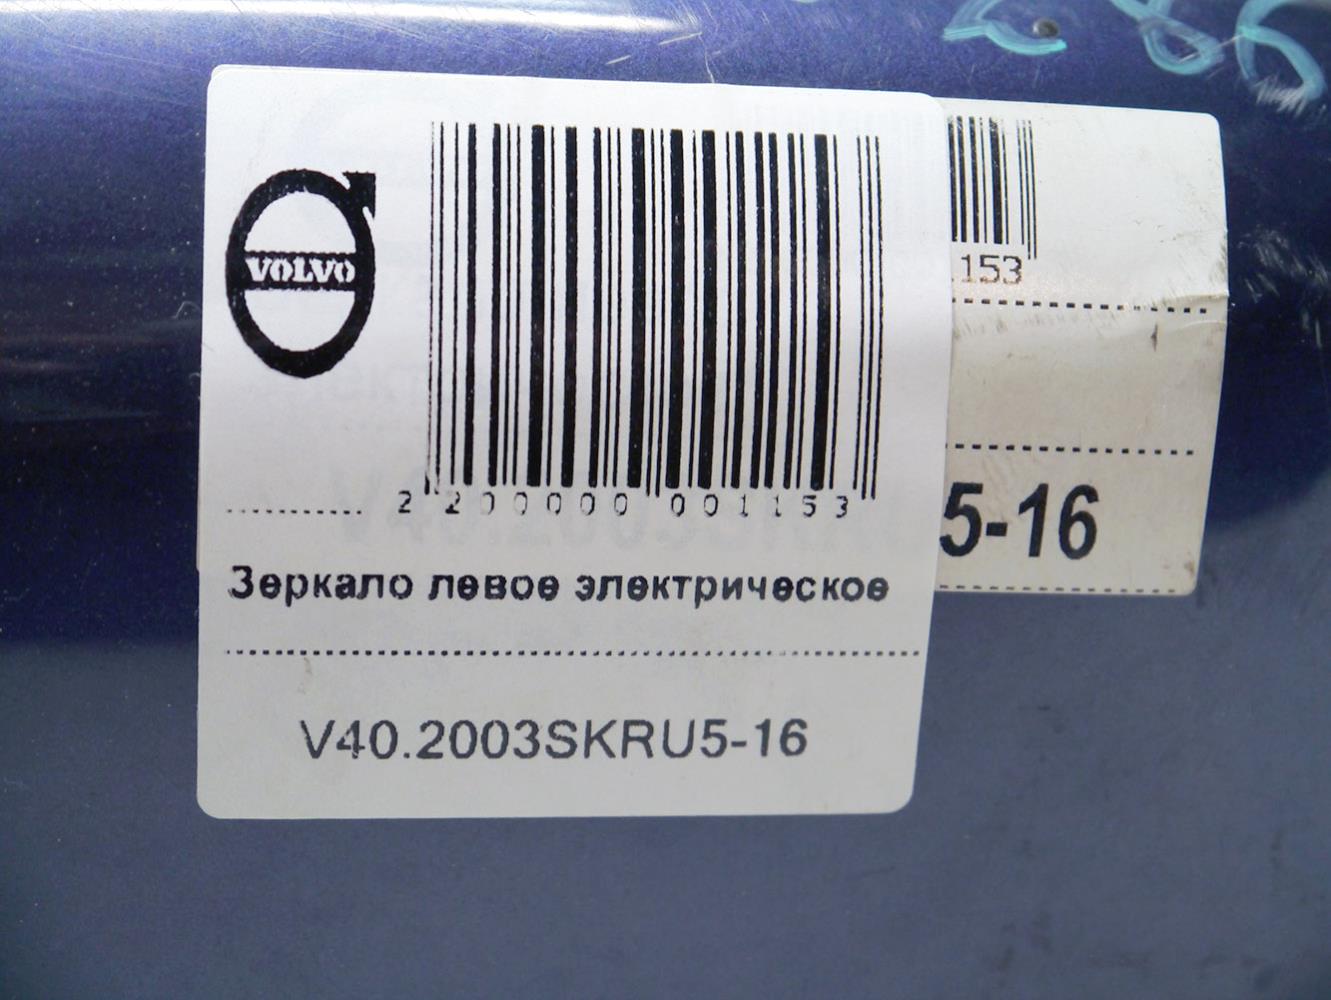 VOLVO
2 200000 001153
Зеркало левое электрическое
V40.2003SKRU5-16
.153
5-16